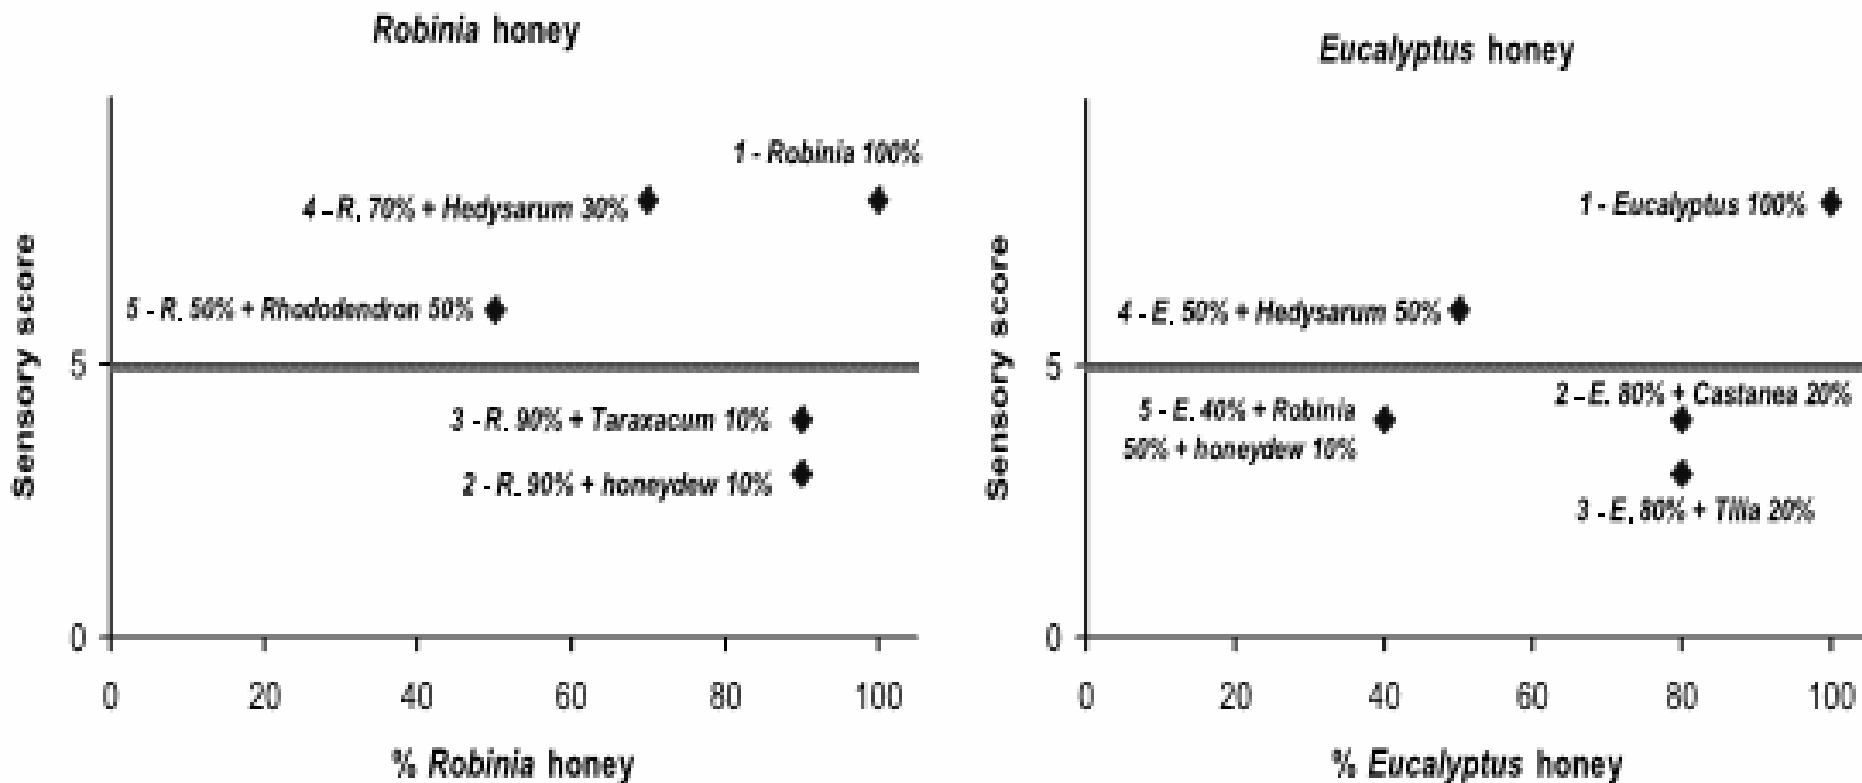 Robinia honey
Sensory score
1 - Robinia 100%
4 - R. 70% + Hedysarum 30%
5 - R. 50% + Rhododendron 50%
5
3 - R. 90% + Taraxacum 10%
2 - R. 90% + honeydew 10%
0
0 20 40 60 80 100
% Robinia honey
Eucalyptus honey
Sensory score
1 - Eucalyptus 100%
4 - E. 50% + Hedysarum 50%
5
2 - E. 80% + Castanea 20%
5 - E. 40% + Robinia
50% + honeydew 10%
3 - E. 80% + Tilia 20%
0
0 20 40 60 80 100
% Eucalyptus honey